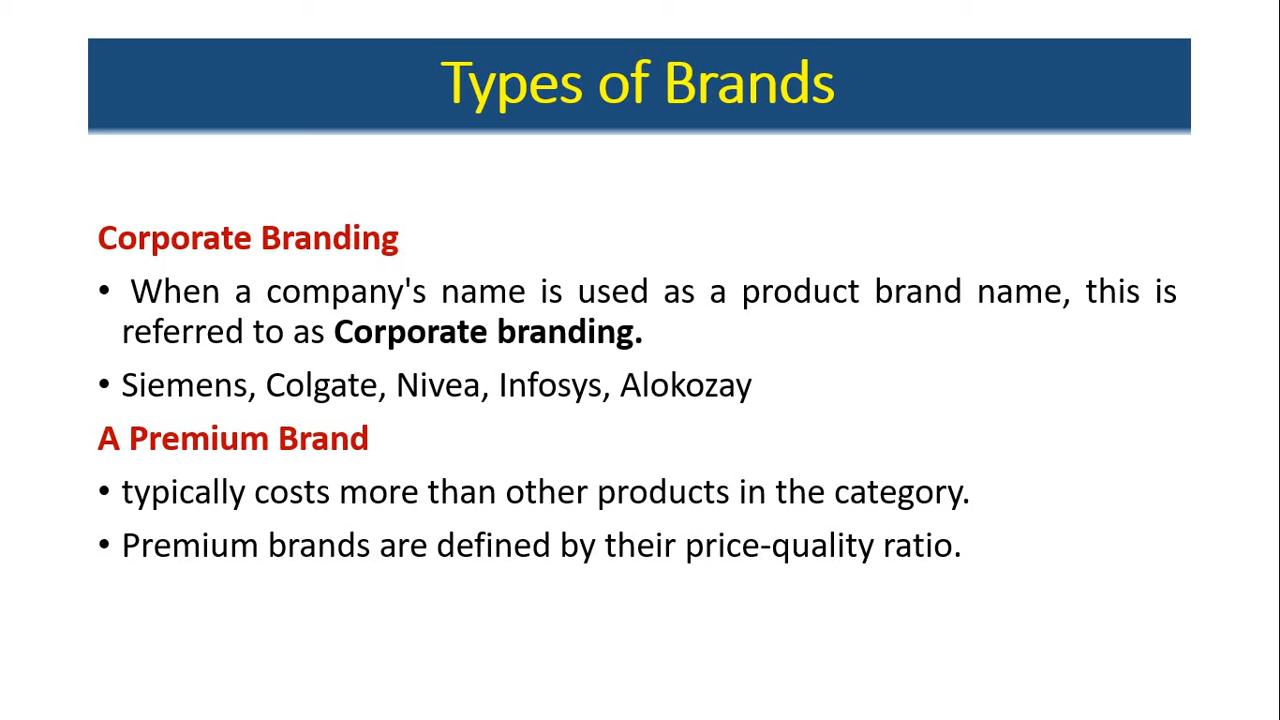 Types of Brands
Corporate Branding
• When a company's name is used as a product brand name, this is
referred to as Corporate branding.
• Siemens, Colgate, Nivea, Infosys, Alokozay
A Premium Brand
• typically costs more than other products in the category.
• Premium brands are defined by their price-quality ratio.